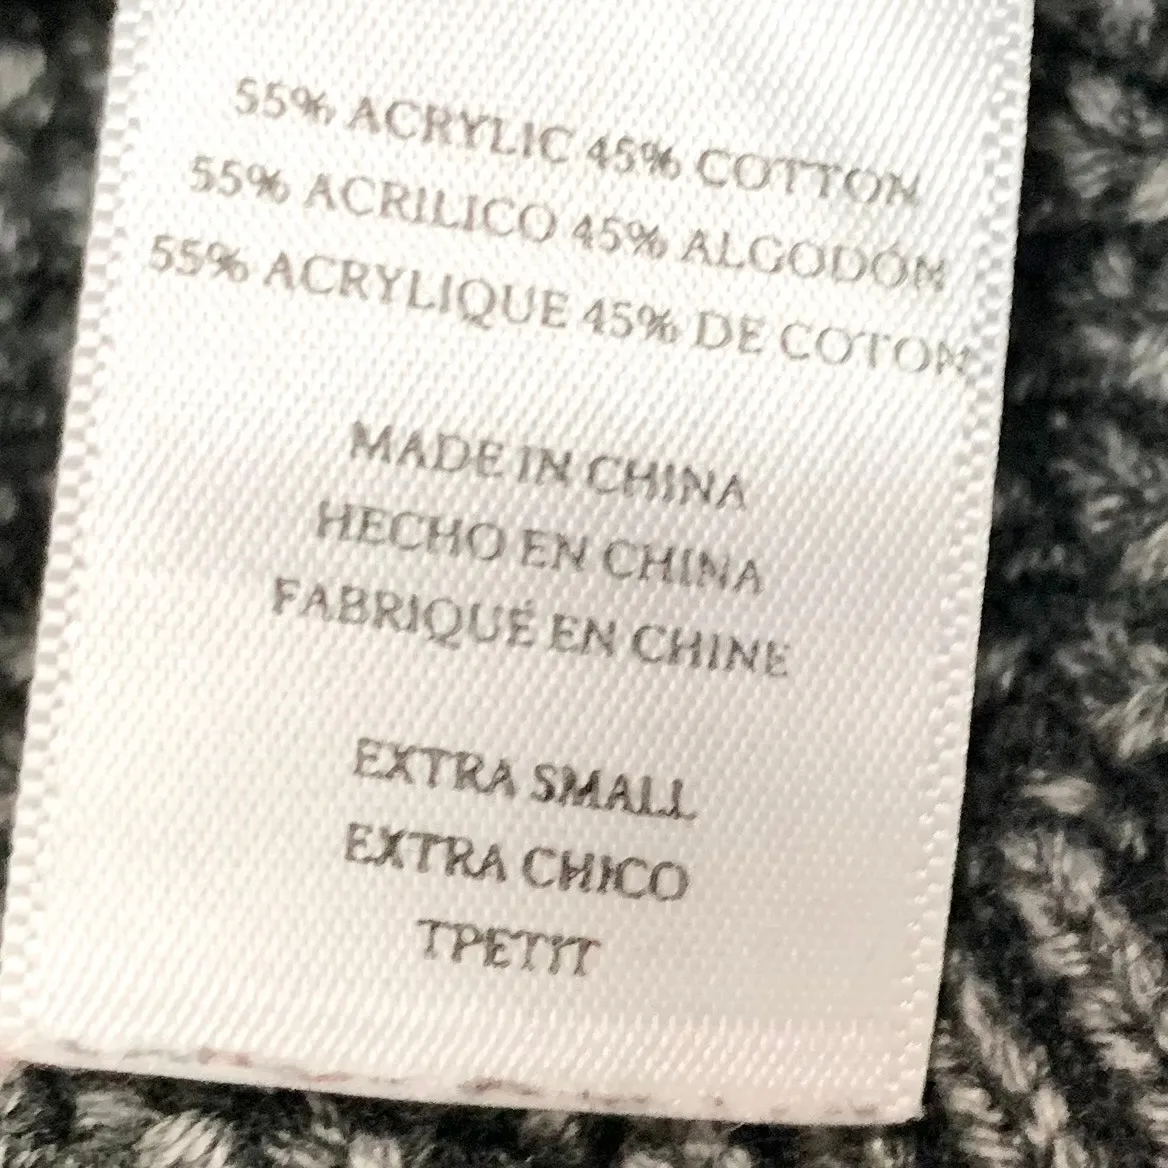 55% ACRYLIC 45% COTTON
55% ACRILICO 45% ALGODÓN
55% ACRYLIQUE 45% DE COTON
MADE IN CHINA
HECHO EN CHINA
FABRIQUÉ EN CHINE
EXTRA SMALL
EXTRA CHICO
TPETIT